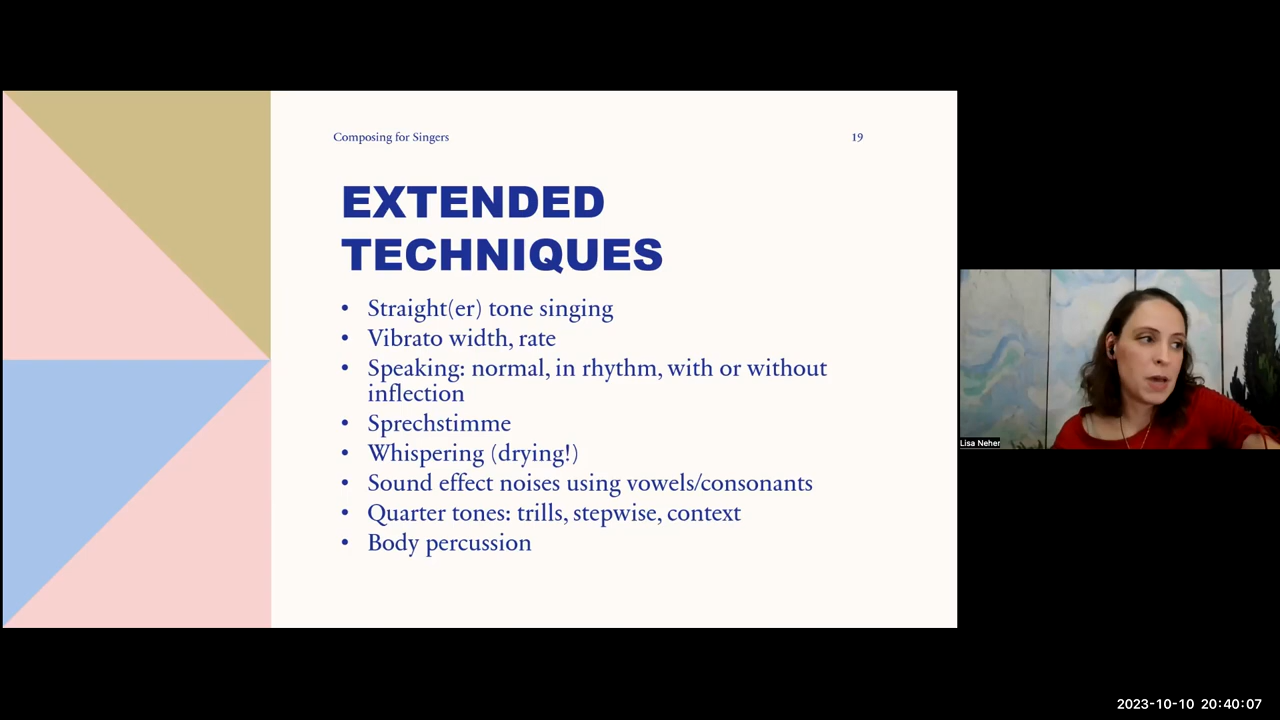 Composing for Singers
19
EXTENDED
TECHNIQUES
• Straight(er) tone singing
• Vibrato width, rate
• Speaking: normal, in rhythm, with or without
inflection
• Sprechstimme
• Whispering (drying!)
• Sound effect noises using vowels/consonants
• Quarter tones: trills, stepwise, context
• Body percussion
Lisa Neher
2023-10-10 20:40:07